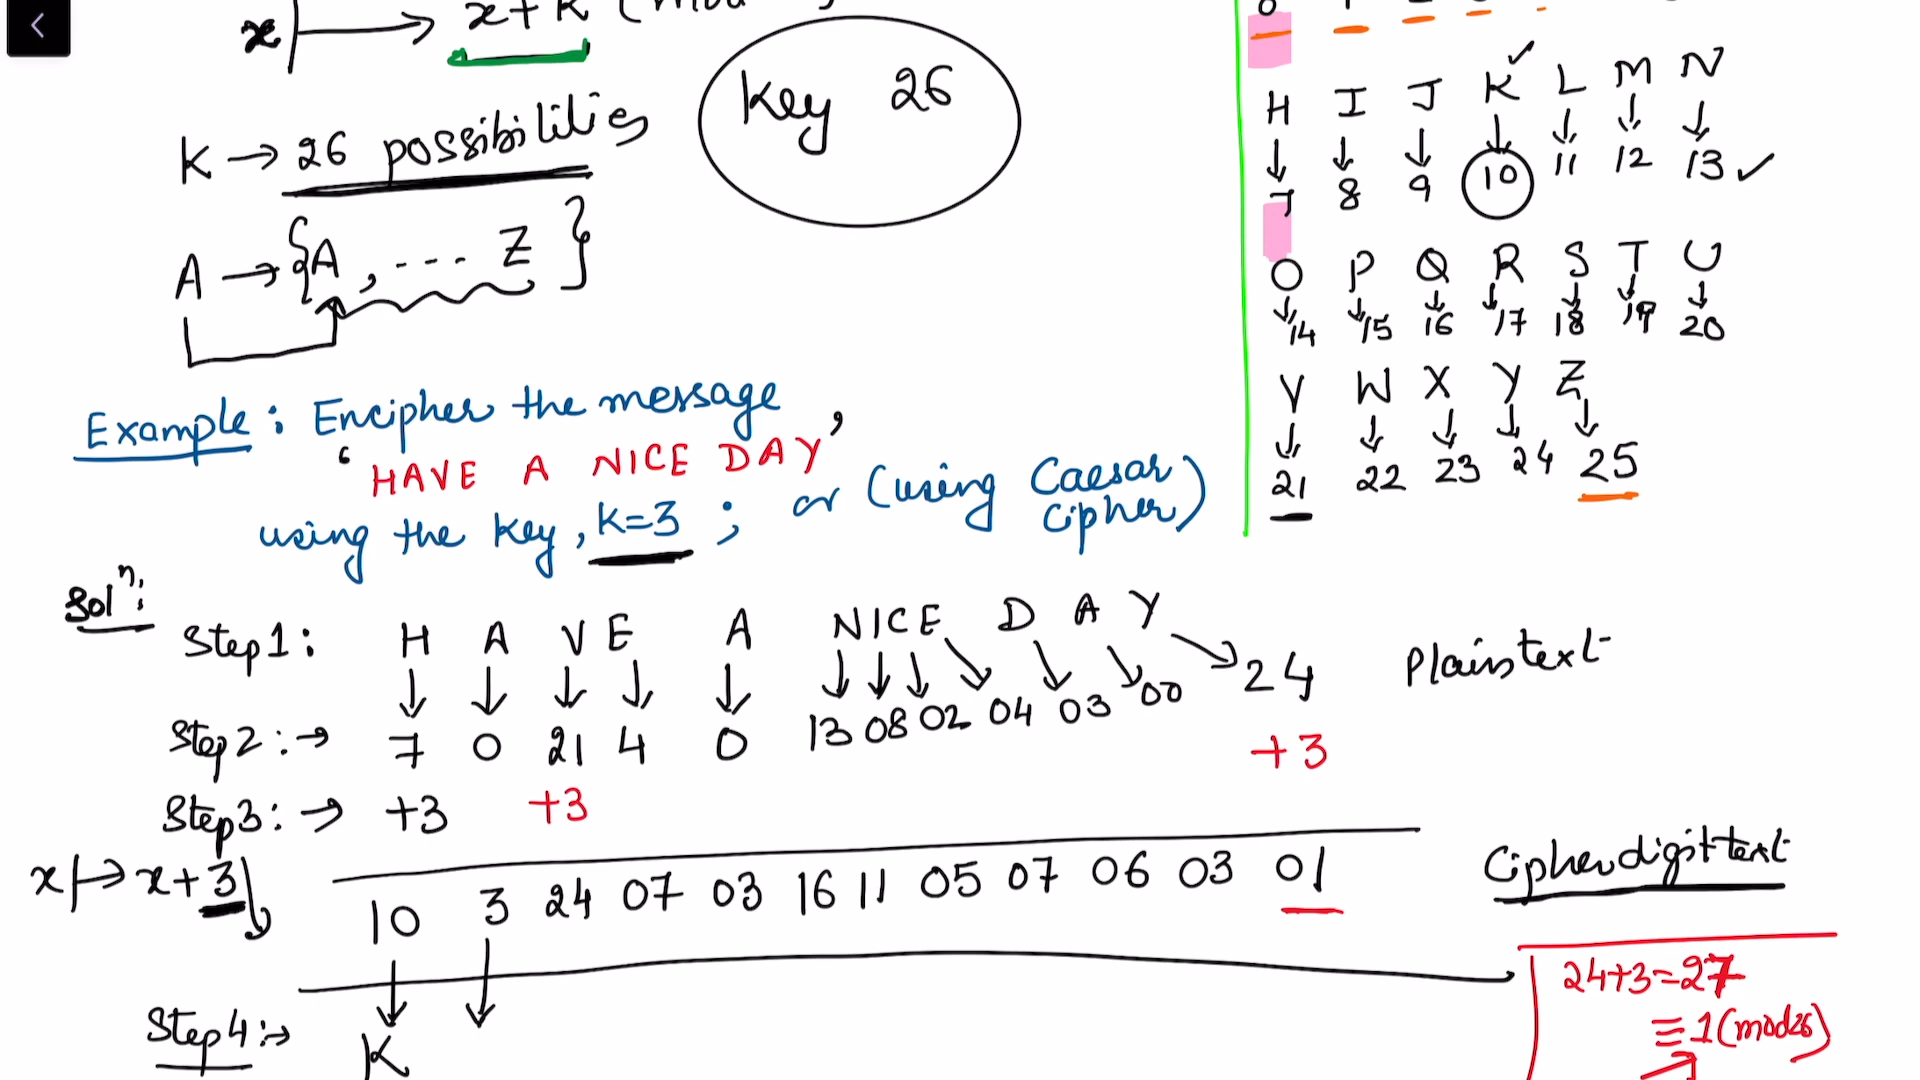 x ↦ x+K (mod
K → 26 possibilities
Key 26
A → {A, ---- Z}
H I J K L M N
7 8 9 10 11 12 13
O P Q R S T U
14 15 16 17 18 19 20
V W X Y Z
21 22 23 24 25
Example : Encipher the message
'HAVE A NICE DAY'
using the key, K=3 ; or (using Caesar Cipher)
Solⁿ:
Step1: H A V E A N I C E D A Y Plaintext
Step2: → 7 0 21 4 0 13 08 02 04 03 00 24
+3
Step3: → +3 +3
x ↦ x+3
10 3 24 07 03 16 11 05 07 06 03 01 Cipherdigittext
24+3=27
≡ 1 (mod26)
Step4: → K